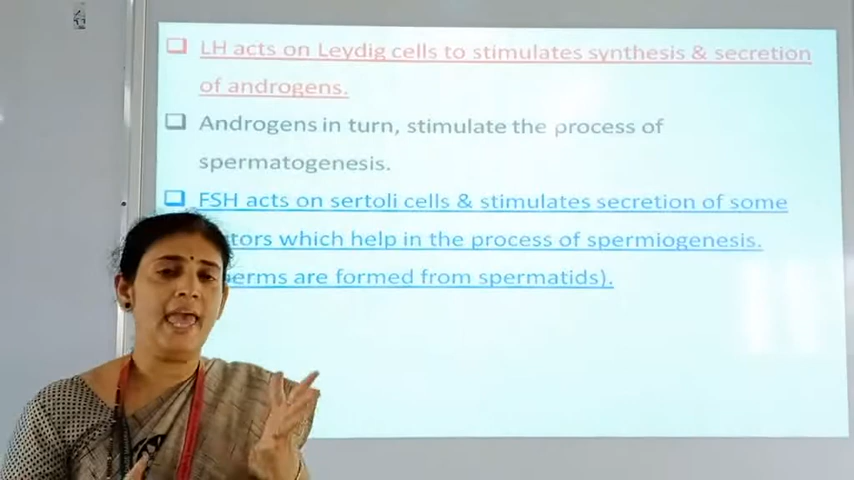 LH acts on Leydig cells to stimulates synthesis & secretion
of androgens.
Androgens in turn, stimulate the process of
spermatogenesis.
FSH acts on sertoli cells & stimulates secretion of some
which help in the process of spermiogenesis.
are formed from spermatids).